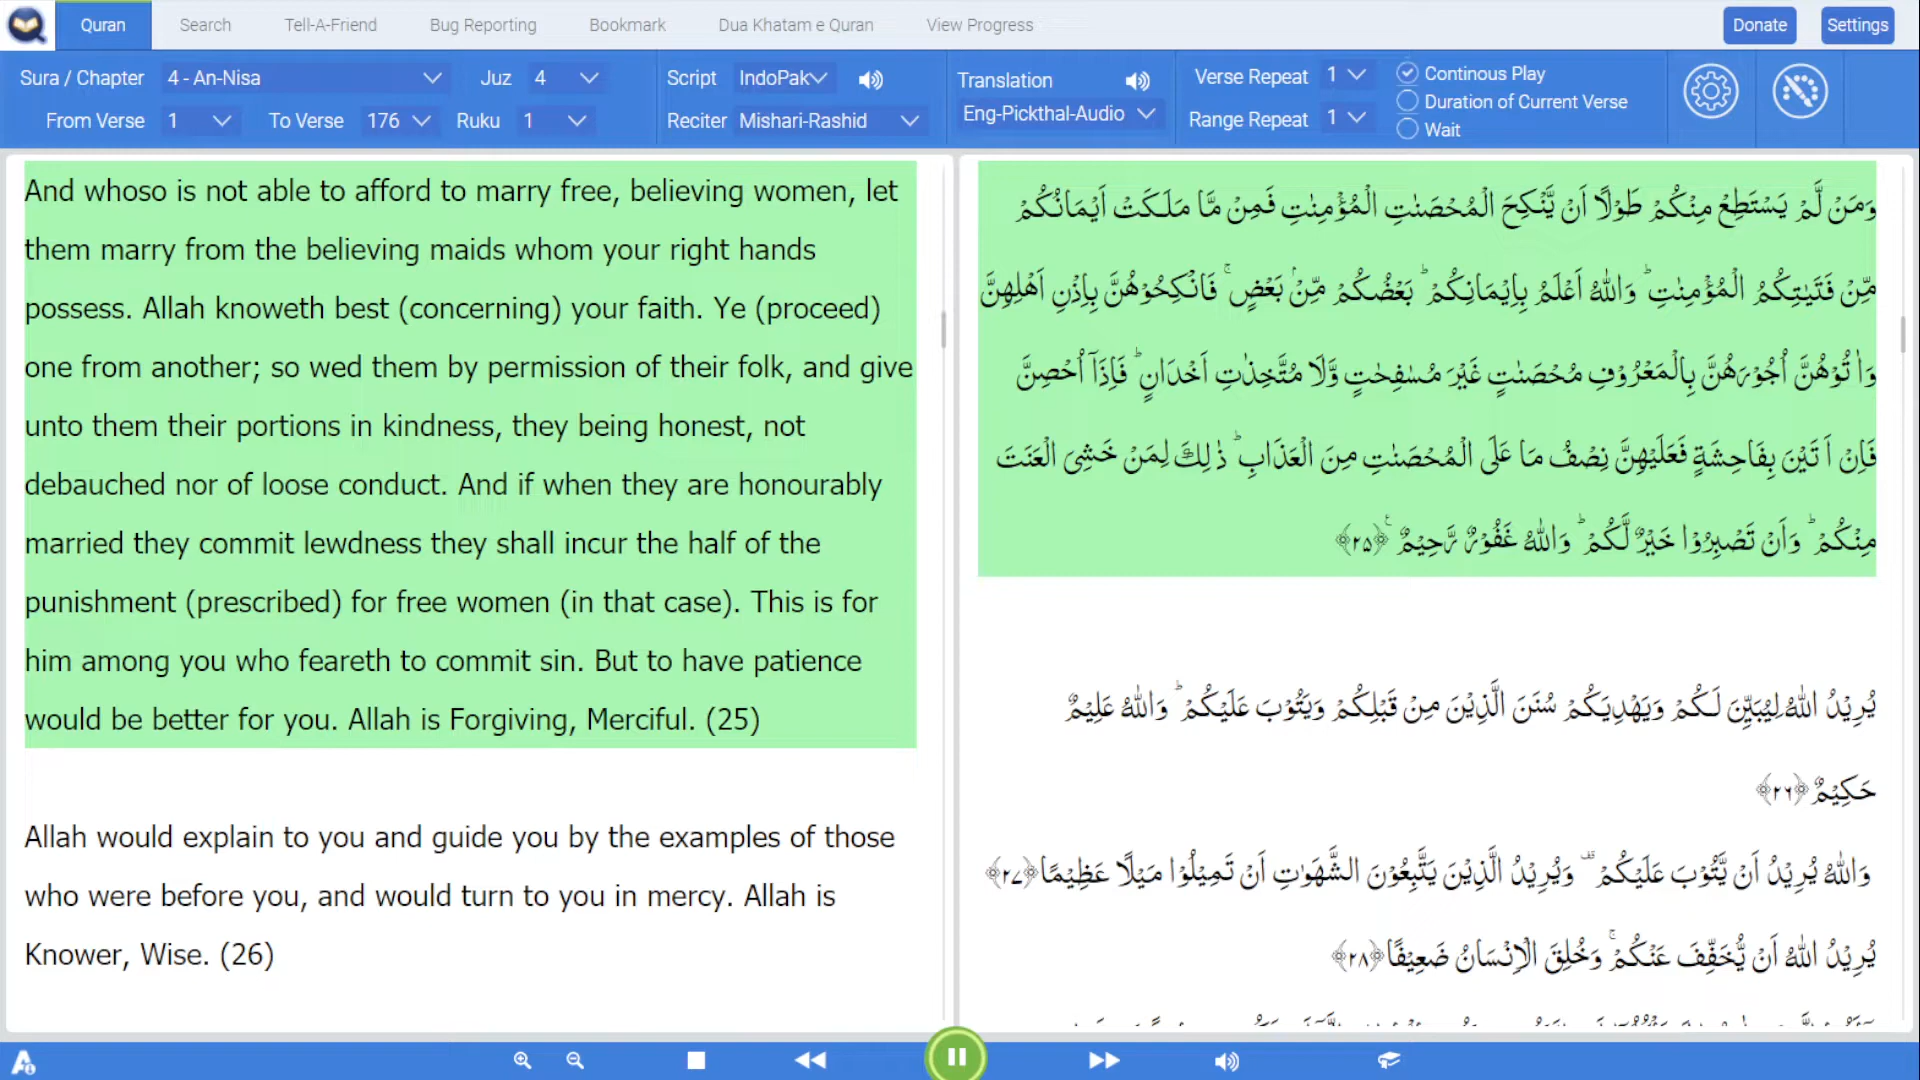 Quran
Search
Tell-A-Friend
Bug Reporting
Bookmark
Dua Khatam e Quran
View Progress
Donate
Settings
Sura / Chapter 4 - An-Nisa Juz 4
From Verse 1 To Verse 176 Ruku 1
Script IndoPak
Reciter Mishari-Rashid
Translation
Eng-Pickthal-Audio
Verse Repeat 1
Range Repeat 1
Continous Play
Duration of Current Verse
Wait
And whoso is not able to afford to marry free, believing women, let
them marry from the believing maids whom your right hands
possess. Allah knoweth best (concerning) your faith. Ye (proceed)
one from another; so wed them by permission of their folk, and give
unto them their portions in kindness, they being honest, not
debauched nor of loose conduct. And if when they are honourably
married they commit lewdness they shall incur the half of the
punishment (prescribed) for free women (in that case). This is for
him among you who feareth to commit sin. But to have patience
would be better for you. Allah is Forgiving, Merciful. (25)
Allah would explain to you and guide you by the examples of those
who were before you, and would turn to you in mercy. Allah is
Knower, Wise. (26)
وَمَنْ لَّمْ يَسْتَطِعْ مِنْكُمْ طَوْلًا اَنْ يَّنْكِحَ الْمُحْصَنٰتِ الْمُؤْمِنٰتِ فَمِنْ مَّا مَلَكَتْ اَيْمَانُكُمْ
مِّنْ فَتَيٰتِكُمُ الْمُؤْمِنٰتِ ؕ وَاللّٰهُ اَعْلَمُ بِاِيْمَانِكُمْ ؕ بَعْضُكُمْ مِّنْۢ بَعْضٍ ۚ فَانْكِحُوْهُنَّ بِاِذْنِ اَهْلِهِنَّ
وَاٰ تُوْهُنَّ اُجُوْرَهُنَّ بِالْمَعْرُوْفِ مُحْصَنٰتٍ غَيْرَ مُسٰفِحٰتٍ وَّلَا مُتَّخِذٰتِ اَخْدَانٍ ؕ فَاِذَاۤ اُحْصِنَّ
فَاِنْ اَ تَيْنَ بِفَاحِشَةٍ فَعَلَيْهِنَّ نِصْفُ مَا عَلَى الْمُحْصَنٰتِ مِنَ الْعَذَابِ ؕ ذٰ لِكَ لِمَنْ خَشِىَ الْعَنَتَ
مِنْكُمْ ؕ وَاَنْ تَصْبِرُوْا خَيْرٌ لَّكُمْ ؕ وَاللّٰهُ غَفُوْرٌ رَّحِيْمٌ ﴿۲۵﴾
يُرِيْدُ اللّٰهُ لِيُبَيِّنَ لَكُمْ وَيَهْدِيَكُمْ سُنَنَ الَّذِيْنَ مِنْ قَبْلِكُمْ وَيَتُوْبَ عَلَيْكُمْ ؕ وَاللّٰهُ عَلِيْمٌ
حَكِيْمٌ ﴿۲۶﴾
وَاللّٰهُ يُرِيْدُ اَنْ يَّتُوْبَ عَلَيْكُمْ ۗ وَيُرِيْدُ الَّذِيْنَ يَتَّبِعُوْنَ الشَّهَوٰتِ اَنْ تَمِيْلُوْا مَيْلًا عَظِيْمًا ﴿۲۷﴾
يُرِيْدُ اللّٰهُ اَنْ يُّخَفِّفَ عَنْكُمْ ۚ وَخُلِقَ الْاِنْسَانُ ضَعِيْفًا ﴿۲۸﴾